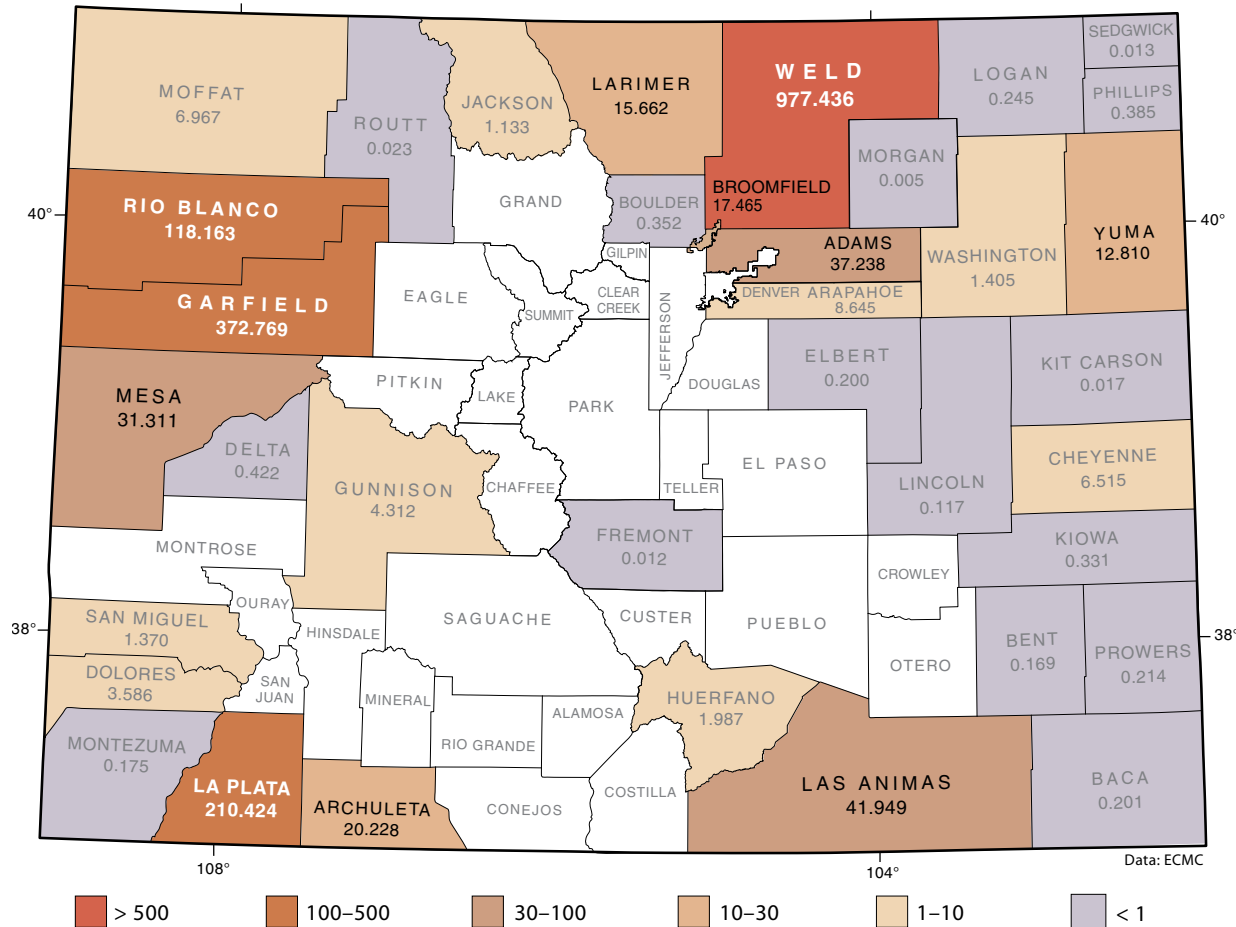 MOFFAT
6.967
ROUTT
0.023
JACKSON
1.133
LARIMER
15.662
WELD
977.436
LOGAN
0.245
SEDGWICK
0.013
PHILLIPS
0.385
MORGAN
0.005
40°
RIO BLANCO
118.163
GRAND
BOULDER
0.352
BROOMFIELD
17.465
40°
GARFIELD
372.769
EAGLE
SUMMIT
GILPIN
CLEAR
CREEK
JEFFERSON
ADAMS
37.238
DENVER
ARAPAHOE
8.645
WASHINGTON
1.405
YUMA
12.810
MESA
31.311
PITKIN
LAKE
PARK
DOUGLAS
ELBERT
0.200
KIT CARSON
0.017
DELTA
0.422
GUNNISON
4.312
CHAFFEE
TELLER
EL PASO
LINCOLN
0.117
CHEYENNE
6.515
MONTROSE
FREMONT
0.012
KIOWA
0.331
CROWLEY
38°
SAN MIGUEL
1.370
OURAY
HINSDALE
SAGUACHE
CUSTER
PUEBLO
OTERO
BENT
0.169
PROWERS
0.214
38°
DOLORES
3.586
SAN
JUAN
MINERAL
RIO GRANDE
ALAMOSA
HUERFANO
1.987
MONTEZUMA
0.175
LA PLATA
210.424
ARCHULETA
20.228
CONEJOS
COSTILLA
LAS ANIMAS
41.949
BACA
0.201
108°
104°
Data: ECMC
> 500
100–500
30–100
10–30
1–10
< 1